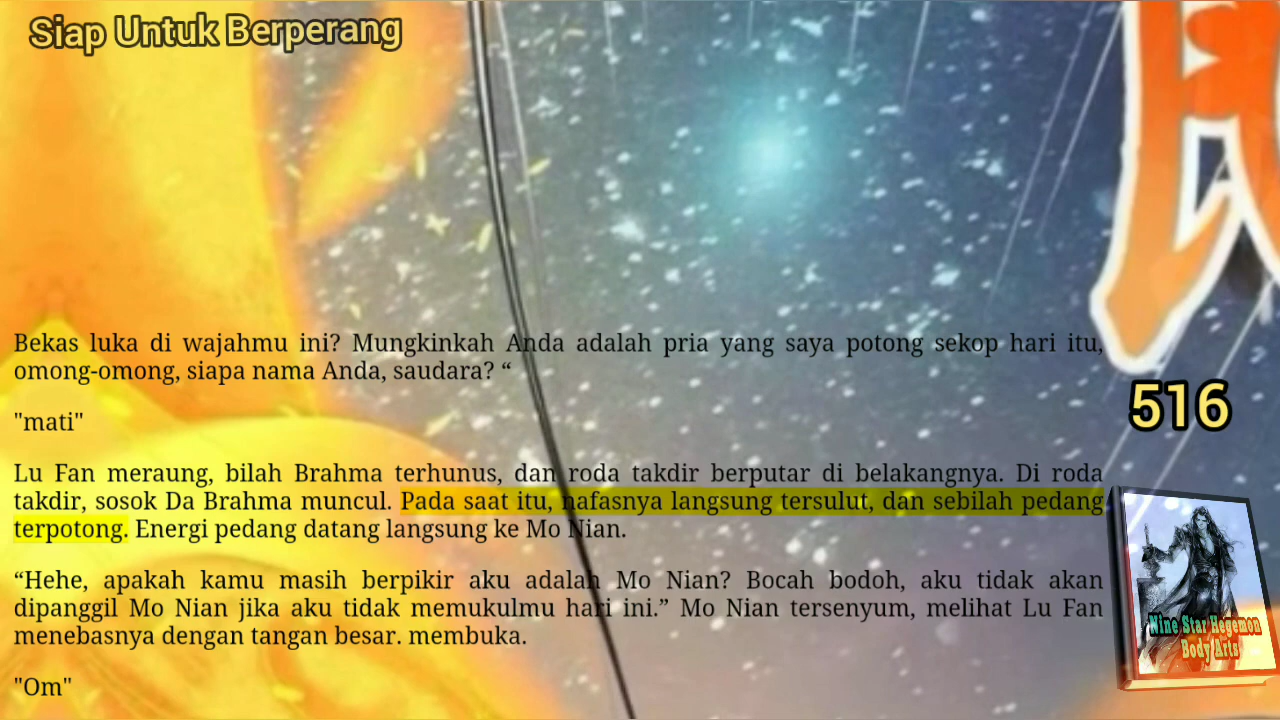 Siap Untuk Berperang
Bekas luka di wajahmu ini? Mungkinkah Anda adalah pria yang saya potong sekop hari itu,
omong-omong, siapa nama Anda, saudara? “
"mati"
Lu Fan meraung, bilah Brahma terhunus, dan roda takdir berputar di belakangnya. Di roda
takdir, sosok Da Brahma muncul. Pada saat itu, nafasnya langsung tersulut, dan sebilah pedang
terpotong. Energi pedang datang langsung ke Mo Nian.
“Hehe, apakah kamu masih berpikir aku adalah Mo Nian? Bocah bodoh, aku tidak akan
dipanggil Mo Nian jika aku tidak memukulmu hari ini.” Mo Nian tersenyum, melihat Lu Fan
menebasnya dengan tangan besar. membuka.
"Om"
516
Nine Star Hegemon
Body Arts